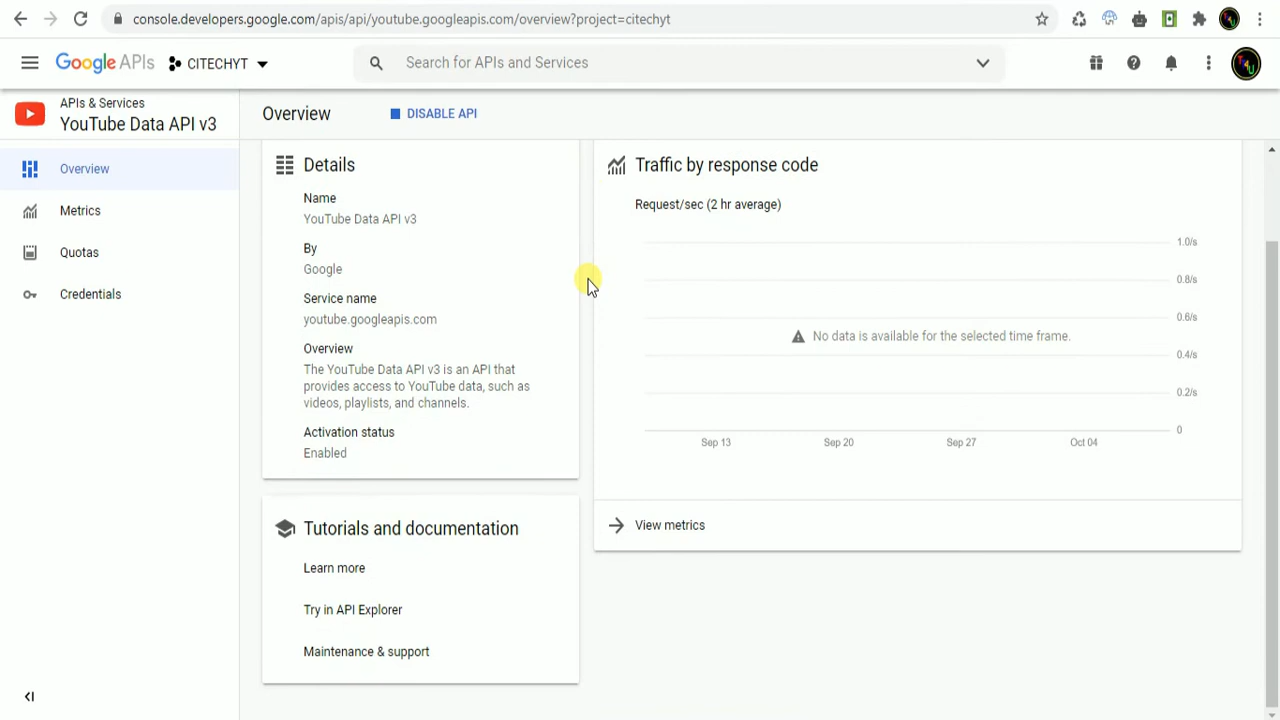 console.developers.google.com/apis/api/youtube.googleapis.com/overview?project=citechyt
Google APIs
CITECHYT
Search for APIs and Services
APIs & Services
YouTube Data API v3
Overview
DISABLE API
Overview
Metrics
Quotas
Credentials
Details
Name
YouTube Data API v3
By
Google
Service name
youtube.googleapis.com
Overview
The YouTube Data API v3 is an API that
provides access to YouTube data, such as
videos, playlists, and channels.
Activation status
Enabled
Traffic by response code
Request/sec (2 hr average)
1.0/s
0.8/s
0.6/s
No data is available for the selected time frame.
0.4/s
0.2/s
0
Sep 13
Sep 20
Sep 27
Oct 04
View metrics
Tutorials and documentation
Learn more
Try in API Explorer
Maintenance & support